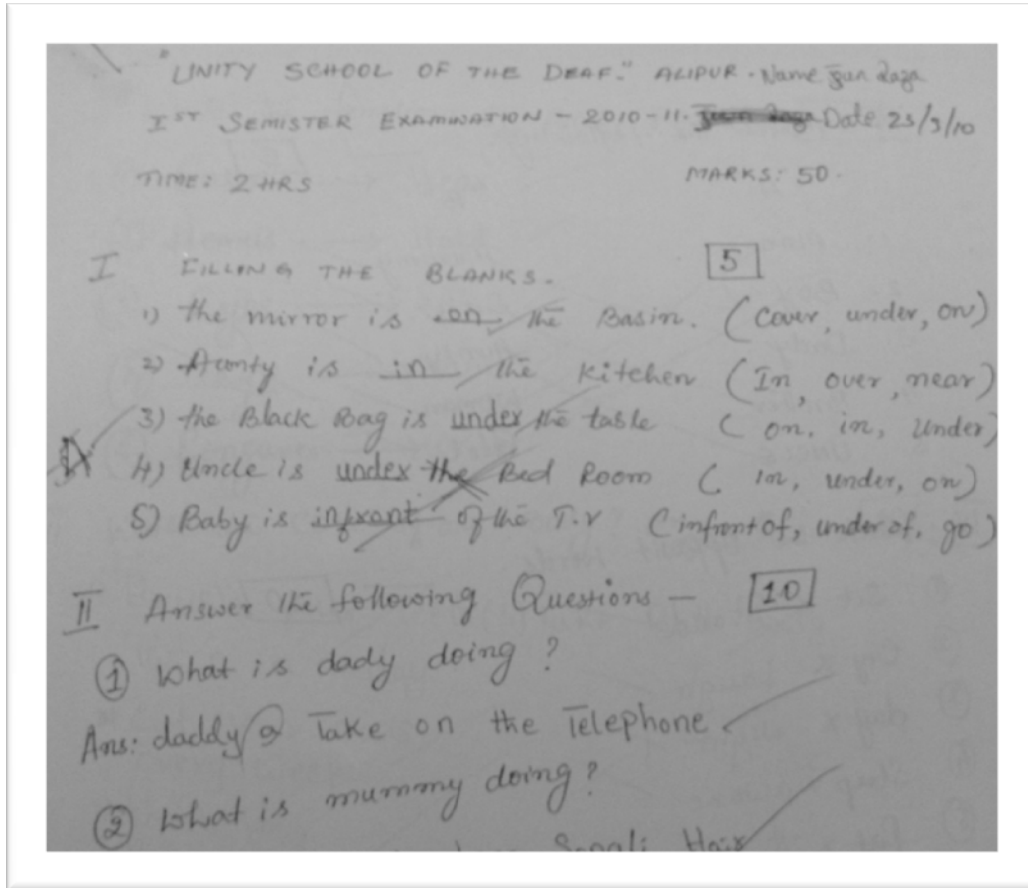 "UNITY SCHOOL OF THE DEAF." ALIPUR. Name
IST SEMISTER EXAMINATION - 2010-11. Date 25/3/10
TIME: 2 HRS MARKS: 50.
I FILLING THE BLANKS. 5
1) the mirror is on the Basin. (Cover, under, on)
2) Aunty is in the kitchen (In, over, near)
3) the Black Bag is under the table (on, in, under)
4) Uncle is under the Bed Room (in, under, on)
5) Baby is infront of the T.V (infront of, under of, go)
II Answer the following Questions - 10
1 What is dady doing?
Ans: daddy Take on the Telephone
2 What is mummy doing?
Hair